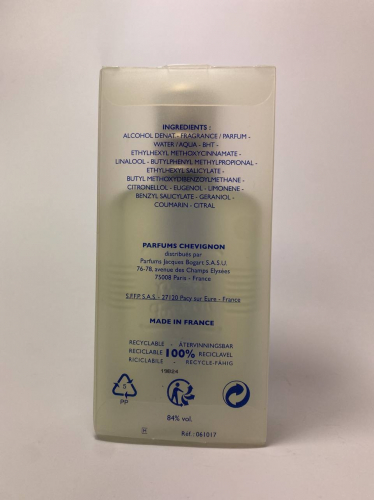 INGREDIENTS :
ALCOHOL DENAT. - FRAGRANCE / PARFUM -
WATER / AQUA - BHT -
ETHYLHEXYL METHOXYCINNAMATE -
LINALOOL - BUTYLPHENYL METHYLPROPIONAL -
ETHYLHEXYL SALICYLATE -
BUTYL METHOXYDIBENZOYLMETHANE -
CITRONELLOL - EUGENOL - LIMONENE -
BENZYL SALICYLATE - GERANIOL -
COUMARIN - CITRAL
PARFUMS CHEVIGNON
distribués par
Parfums Jacques Bogart S.A.S.U.
76-78, avenue des Champs Elysées
75008 Paris - France
S.F.F.P S.A.S. - 27120 Pacy sur Eure - France
MADE IN FRANCE
RECYCLABLE - ÅTERVINNINGSBAR
RECICLABLE 100% RECICLAVEL
RICICLABILE - RECYCLE-FÄHIG
5
PP
84% vol.
Réf : 061017